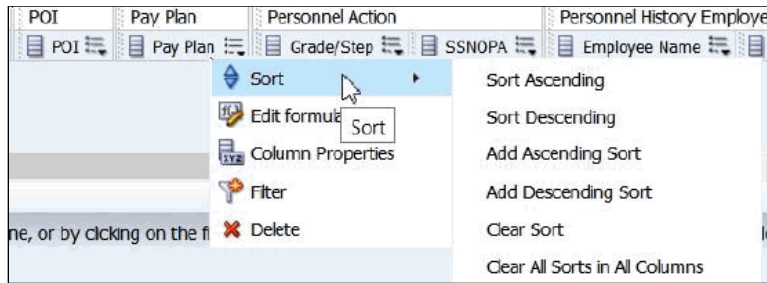 POI Pay Plan Personnel Action Personnel History Employe
POI Pay Plan Grade/Step SSNOPA Employee Name
Sort Sort Ascending
Edit formula Sort Descending
Sort
Column Properties Add Ascending Sort
Filter Add Descending Sort
ne, or by clicking on the fi Delete Clear Sort
Clear All Sorts in All Columns